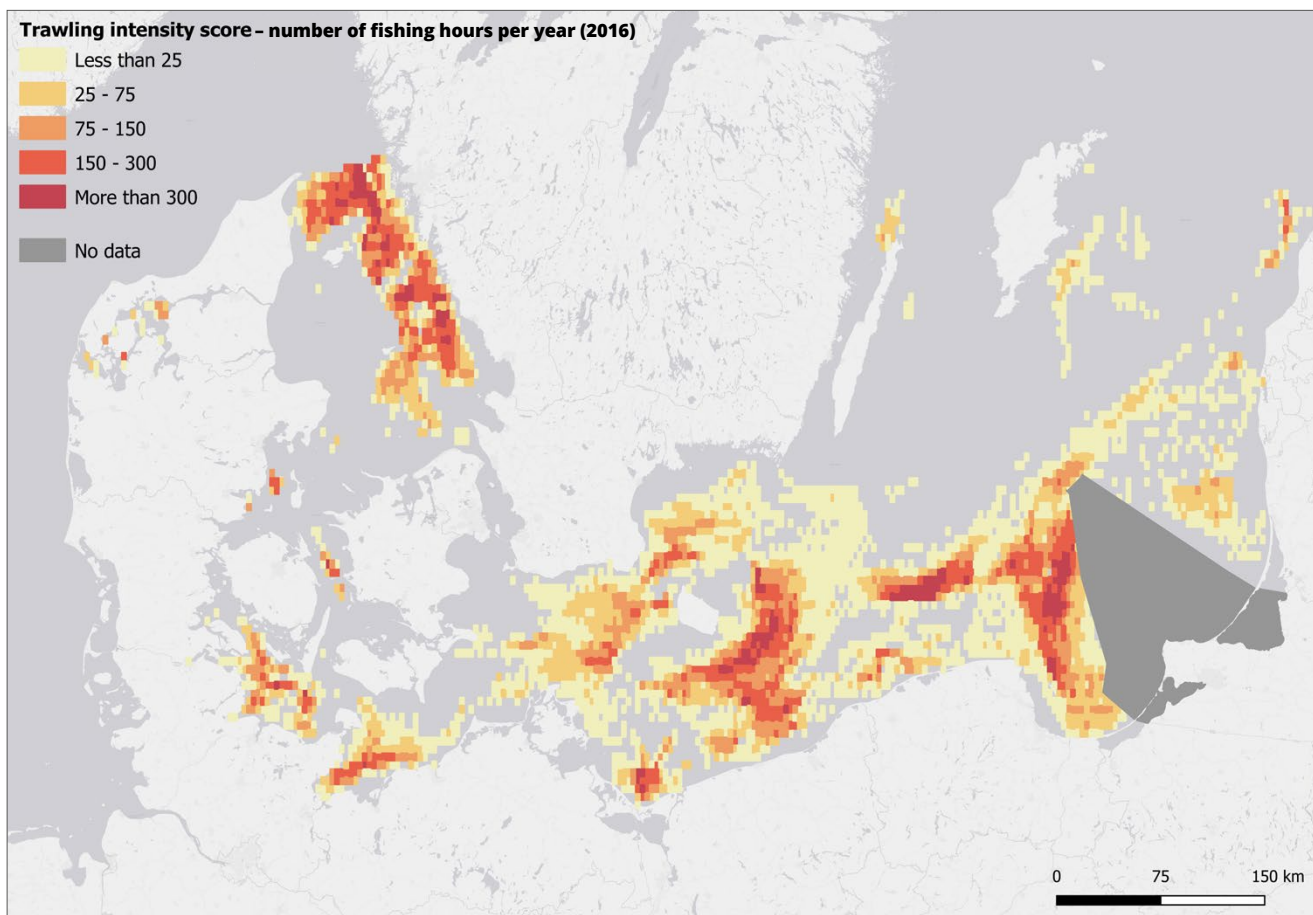 Trawling intensity score – number of fishing hours per year (2016)
Less than 25
25 - 75
75 - 150
150 - 300
More than 300
No data
0 75 150 km